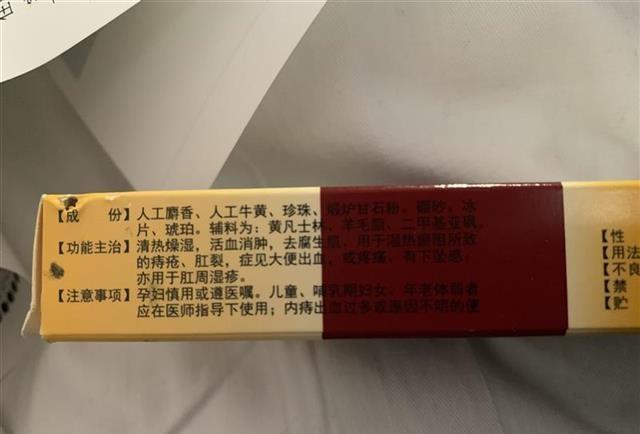 【成　份】人工麝香、人工牛黄、珍珠、煅炉甘石粉、硼砂、冰
片、琥珀。辅料为：黄凡士林、羊毛脂、二甲基亚砜。
【功能主治】清热燥湿，活血消肿，去腐生肌。用于湿热瘀阻所致
的痔疮、肛裂，症见大便出血，或疼痛、有下坠感；
亦用于肛周湿疹。
【注意事项】孕妇慎用或遵医嘱。儿童、哺乳期妇女、年老体弱者
应在医师指导下使用；内痔出血过多或原因不明的便
【性
【用法
【不良
【禁
【贮